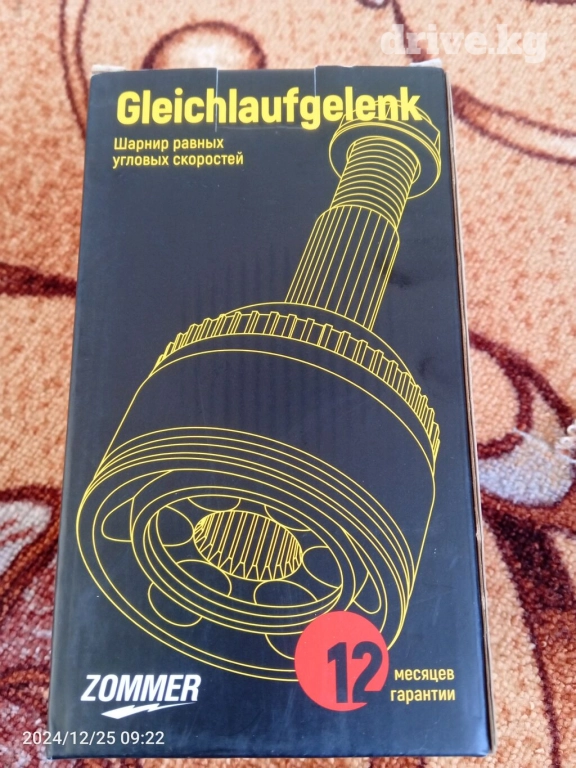 drive.kg
Gleichlaufgelenk
Шарнир равных
угловых скоростей
12
месяцев
гарантии
ZOMMER
2024/12/25 09:22